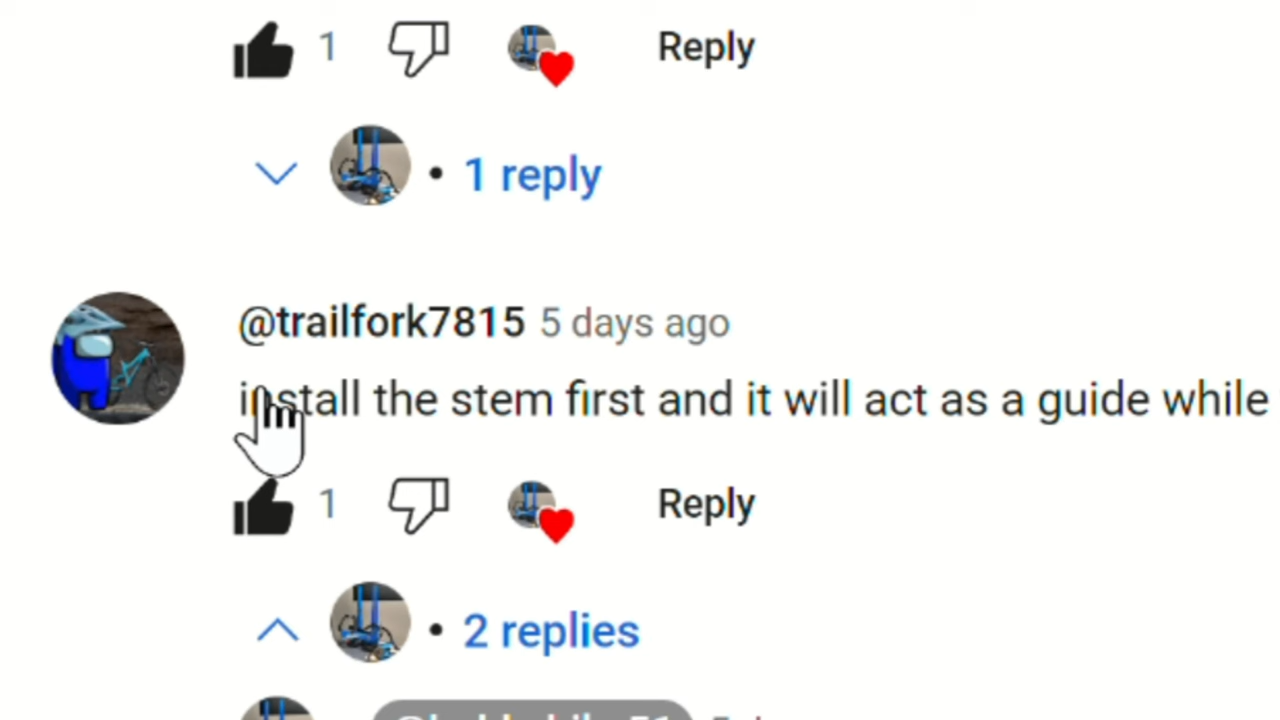 1 Reply
• 1 reply
@trailfork7815 5 days ago
install the stem first and it will act as a guide while
1 Reply
• 2 replies